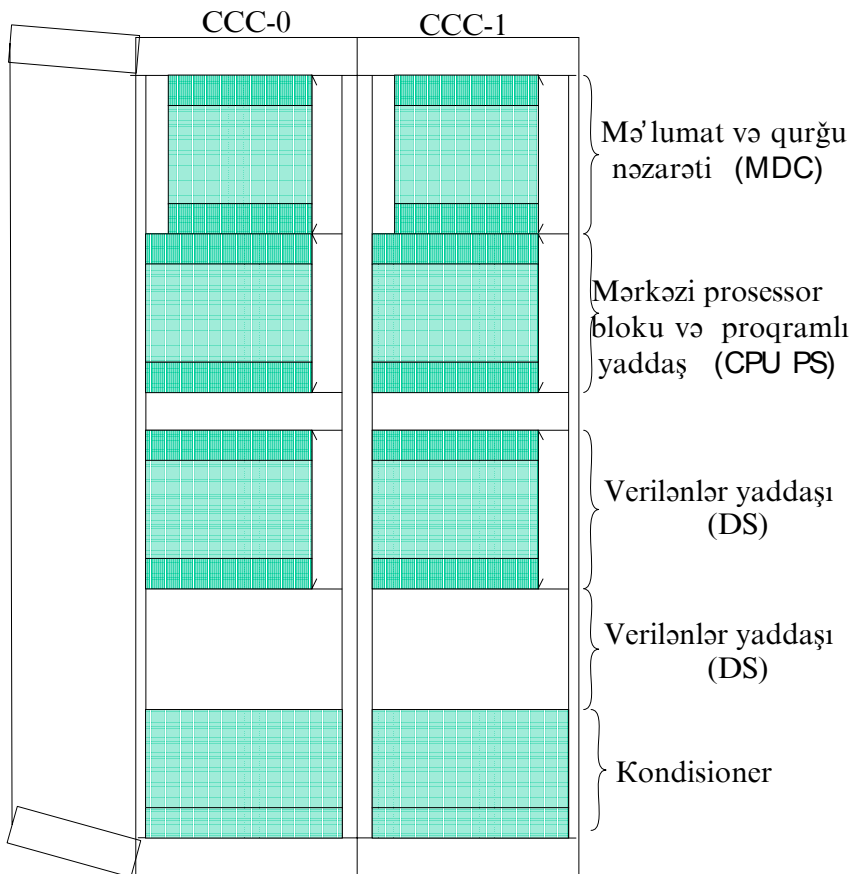 CCC-0
CCC-1
Mə’lumat və qurğu
nəzarəti (MDC)
Mərkəzi prosessor
bloku və proqramlı
yaddaş (CPU PS)
Verilənlər yaddaşı
(DS)
Verilənlər yaddaşı
(DS)
Kondisioner